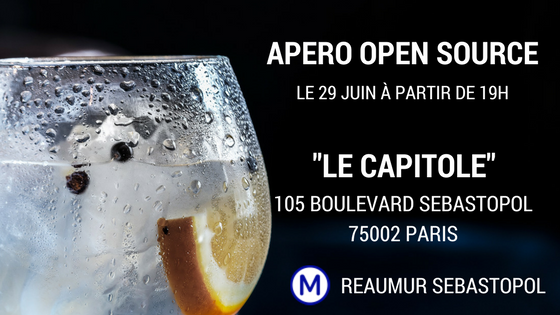 APERO OPEN SOURCE
LE 29 JUIN À PARTIR DE 19H
"LE CAPITOLE"
105 BOULEVARD SEBASTOPOL
75002 PARIS
M REAUMUR SEBASTOPOL